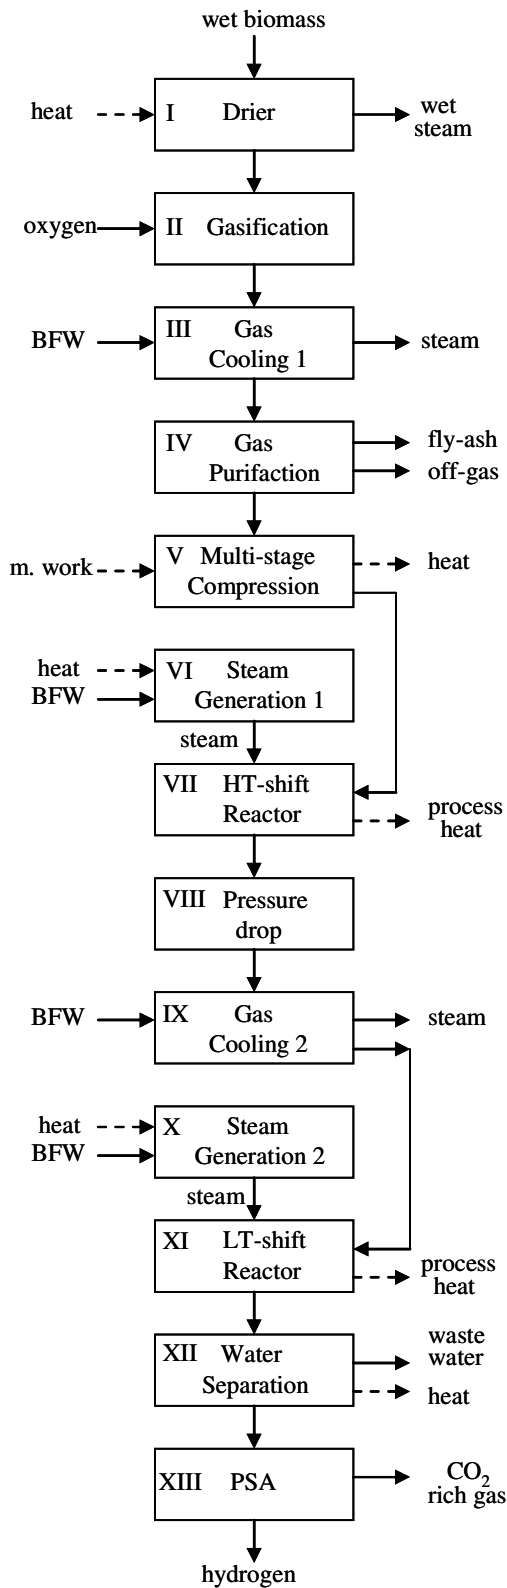 wet biomass
heat
I Drier
wet
steam
oxygen
II Gasification
BFW
III Gas
Cooling 1
steam
IV Gas
Purifaction
fly-ash
off-gas
m. work
V Multi-stage
Compression
heat
heat
BFW
VI Steam
Generation 1
steam
VII HT-shift
Reactor
process
heat
VIII Pressure
drop
BFW
IX Gas
Cooling 2
steam
heat
BFW
X Steam
Generation 2
steam
XI LT-shift
Reactor
process
heat
XII Water
Separation
waste
water
heat
XIII PSA
CO2
rich gas
hydrogen